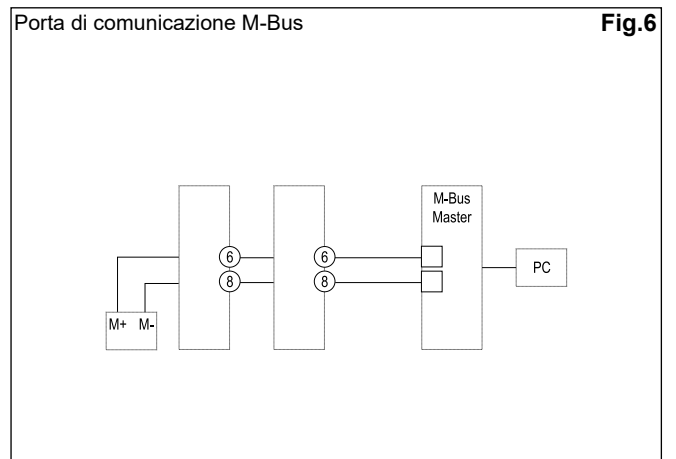 Porta di comunicazione M-Bus
Fig.6
M-Bus
Master
6
6
8
8
PC
M+ M-